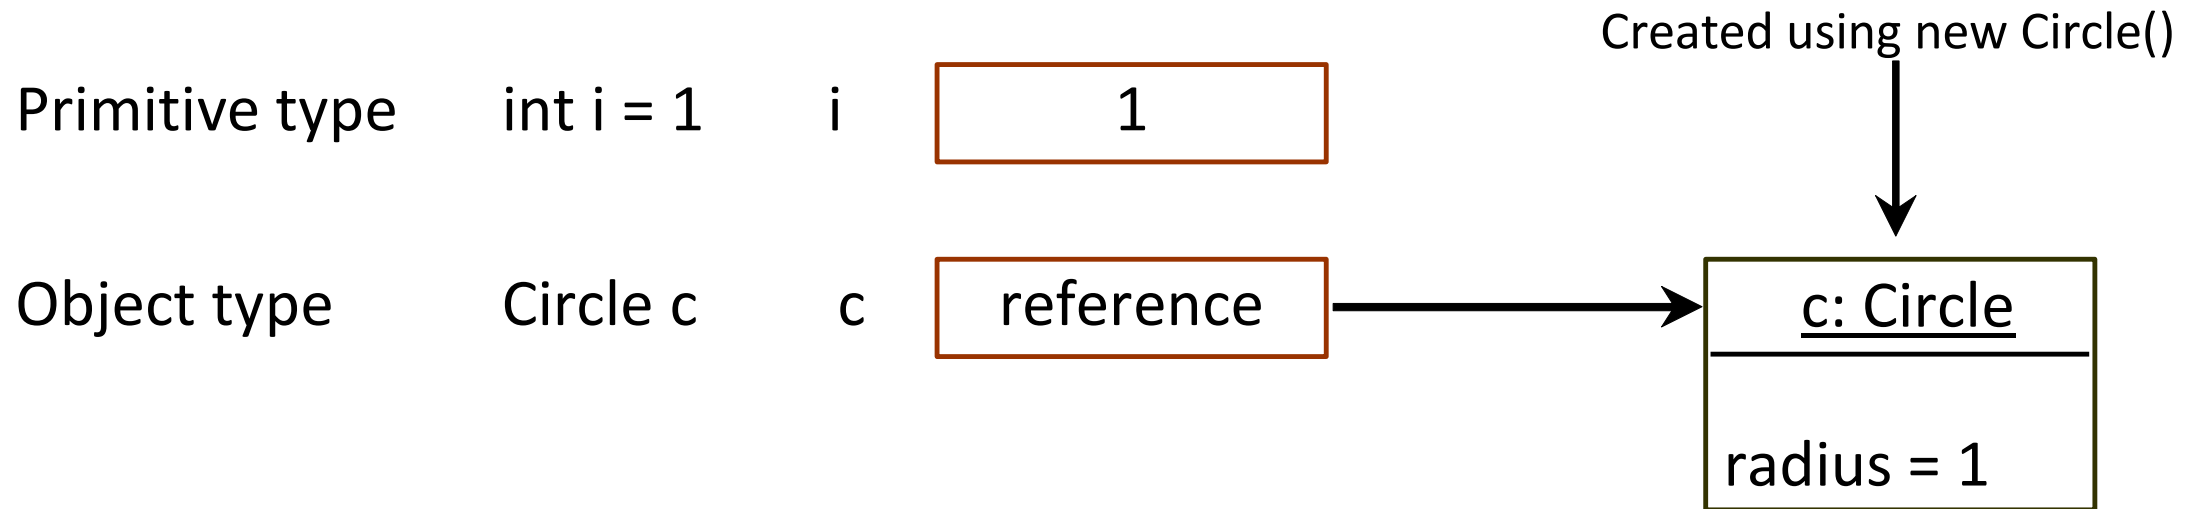 Created using new Circle()
Primitive type int i = 1 i 1
Object type Circle c c reference c: Circle
radius = 1